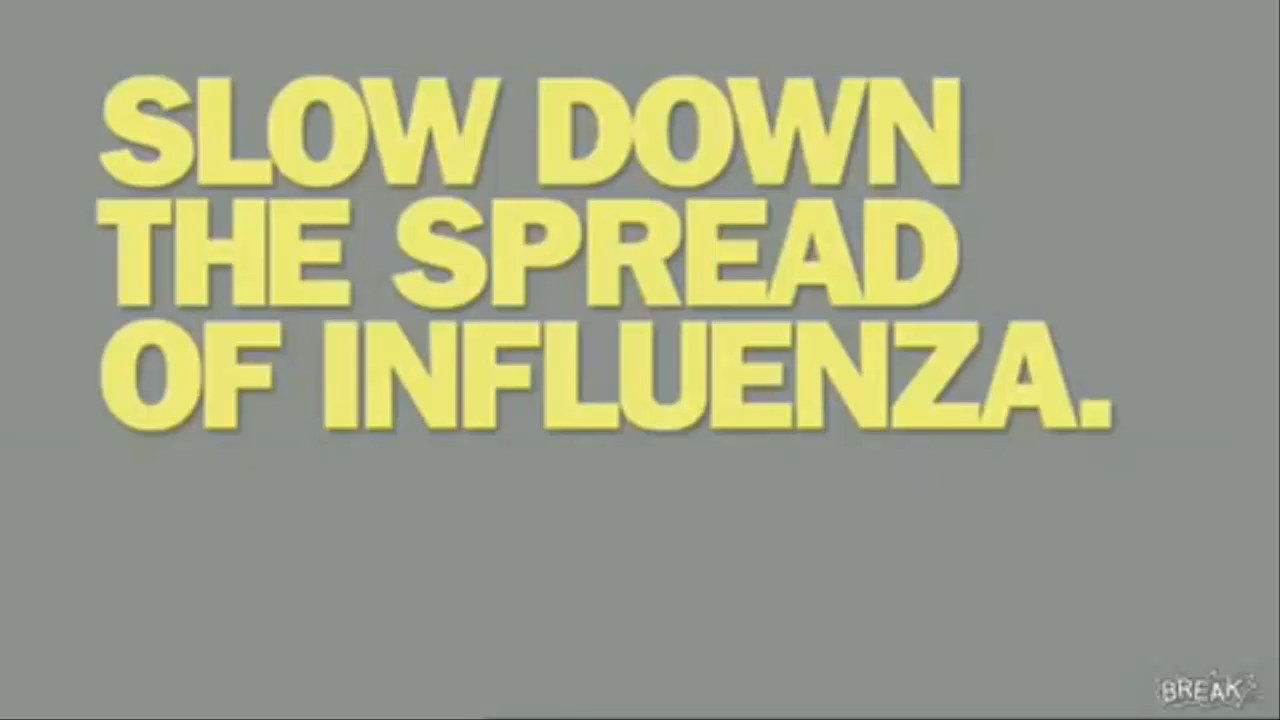 SLOW DOWN
THE SPREAD
OF INFLUENZA.
BREAK